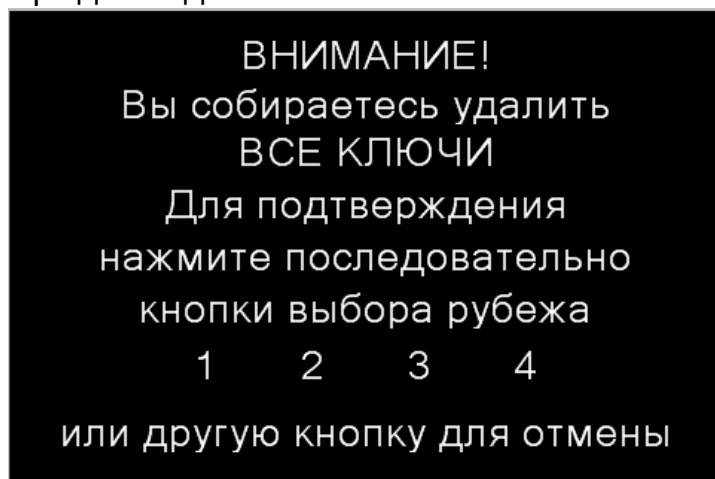 ВНИМАНИЕ!
Вы собираетесь удалить
ВСЕ КЛЮЧИ
Для подтверждения
нажмите последовательно
кнопки выбора рубежа
1 2 3 4
или другую кнопку для отмены